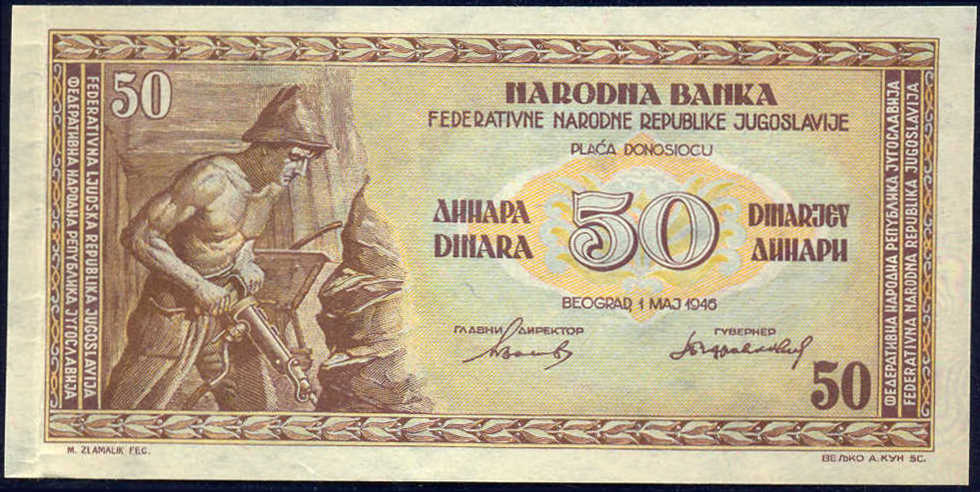 50
NARODNA BANKA
FEDERATIVNE NARODNE REPUBLIKE JUGOSLAVIJE
PLAĆA DONOSIOCU
ДИНАРА
DINARA
50
DINARJEV
ДИНАРИ
BEOGRAD, 1 MAJ 1946
ГЛАВНИ ДИРЕКТОР
ГУВЕРНЕР
50
FEDERATIVNA LJUDSKA REPUBLIKA JUGOSLAVIJA
ФЕДЕРАТИВНА НАРОДНА РЕПУБЛИКА ЈУГОСЛАВИЈА
ФЕДЕРАТИВНА НАРОДНА РЕПУБЛИКА ЈУГОСЛАВИЈА
FEDERATIVNA NARODNA REPUBLIKA JUGOSLAVIJA
M. ZLAMALIK FEC.
ВЕЉКО А. КУН SC.